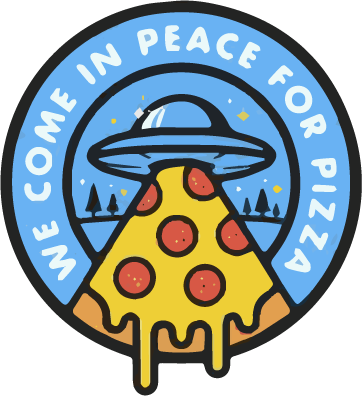 WE COME IN PEACE FOR PIZZA